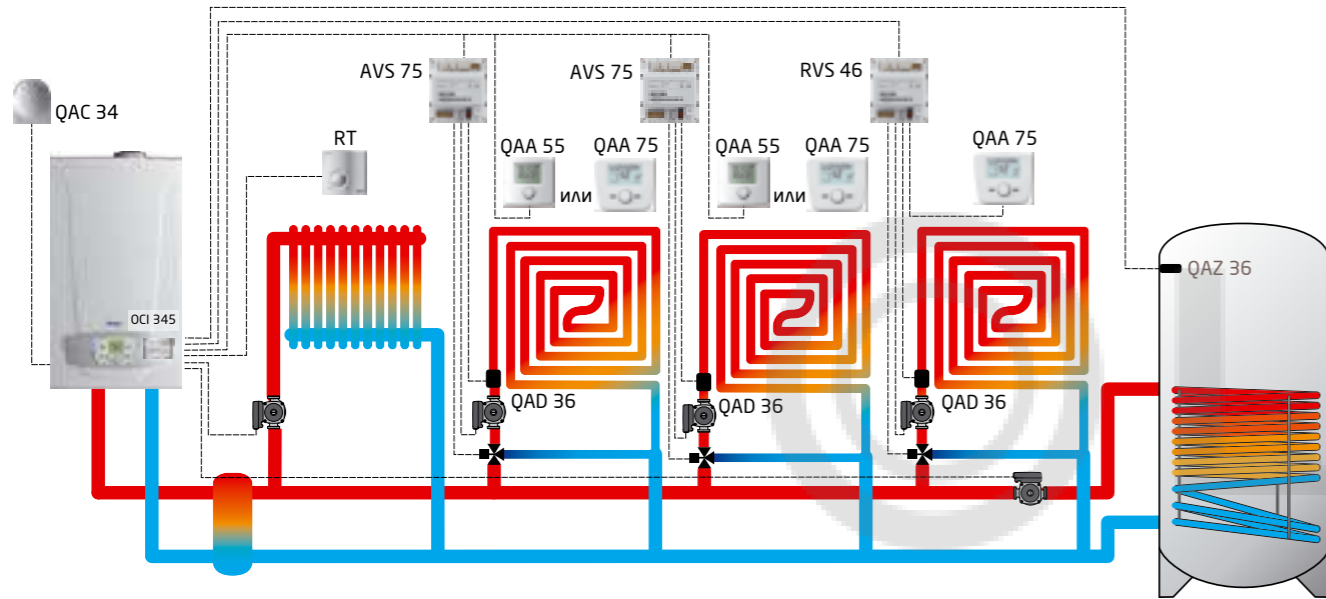 AVS 75
AVS 75
RVS 46
QAC 34
RT
QAA 55
QAA 75
QAA 55
QAA 75
QAA 75
или
или
QAZ 36
OCI 345
QAD 36
QAD 36
QAD 36